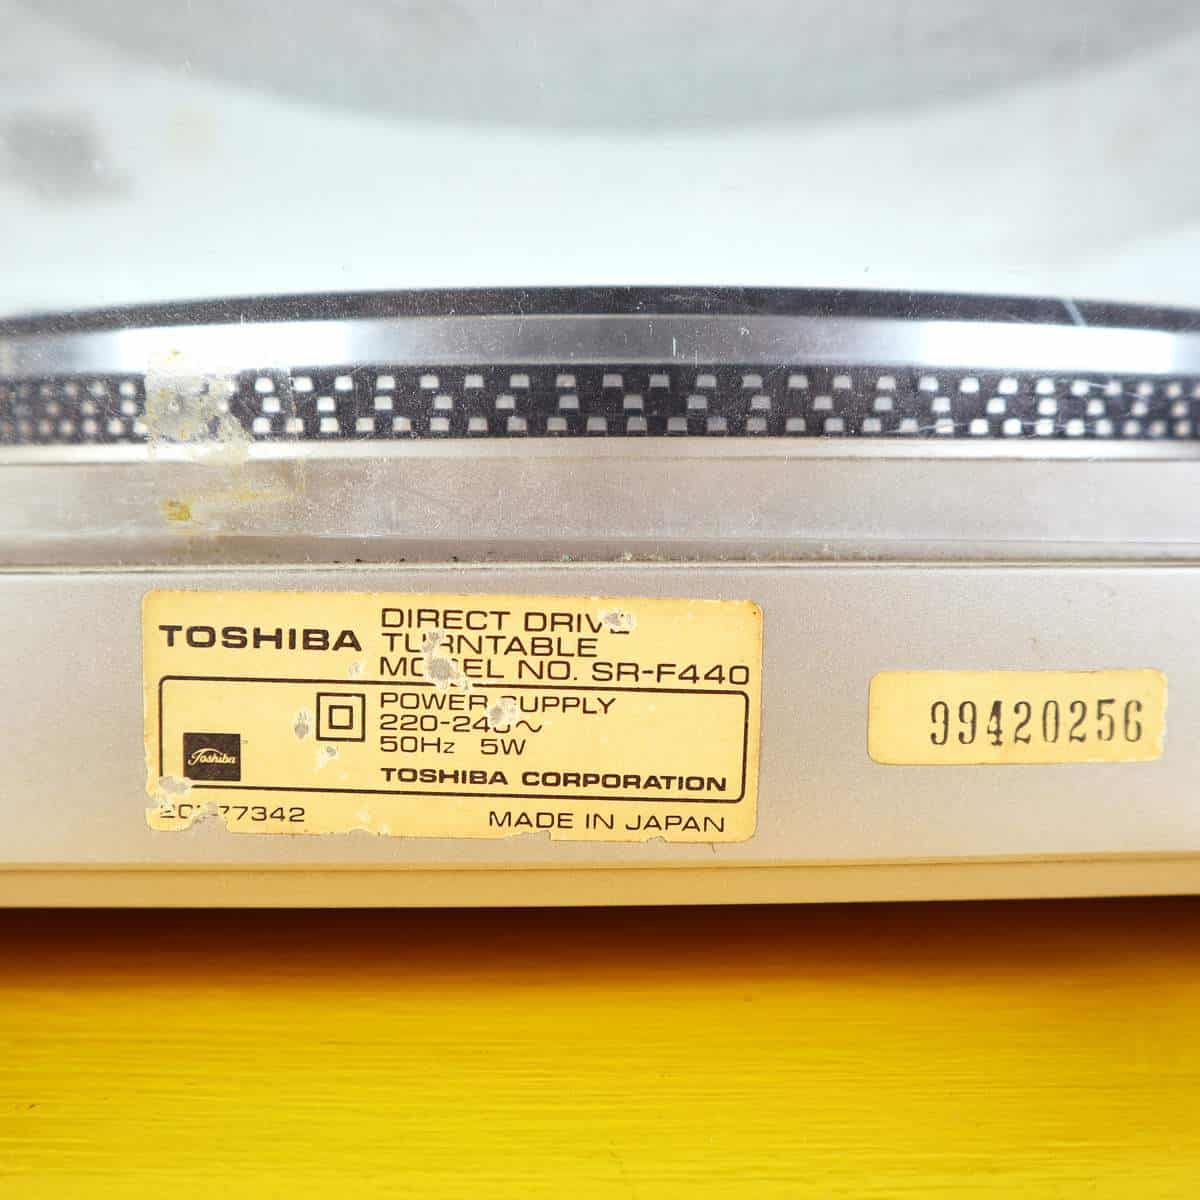 TOSHIBA
DIRECT DRIVE
TURNTABLE
MODEL NO. SR-F440
POWER SUPPLY
220-240~
50Hz 5W
Toshiba
TOSHIBA CORPORATION
MADE IN JAPAN
99420256